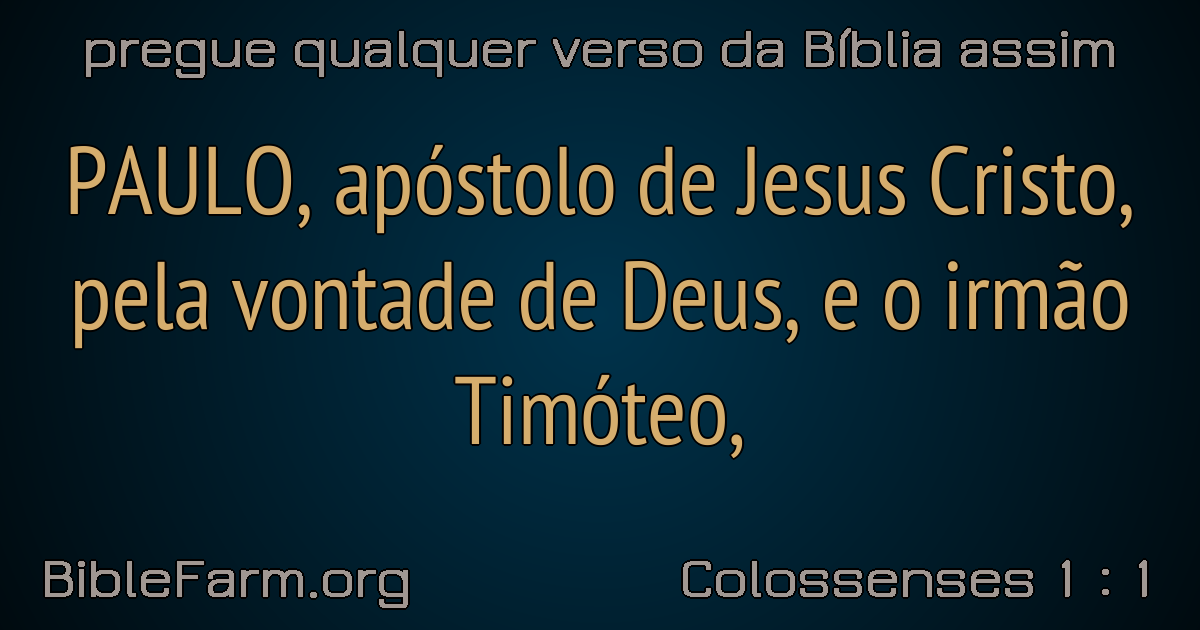 pregue qualquer verso da Bíblia assim
PAULO, apóstolo de Jesus Cristo,
pela vontade de Deus, e o irmão
Timóteo,
BibleFarm.org
Colossenses 1 : 1